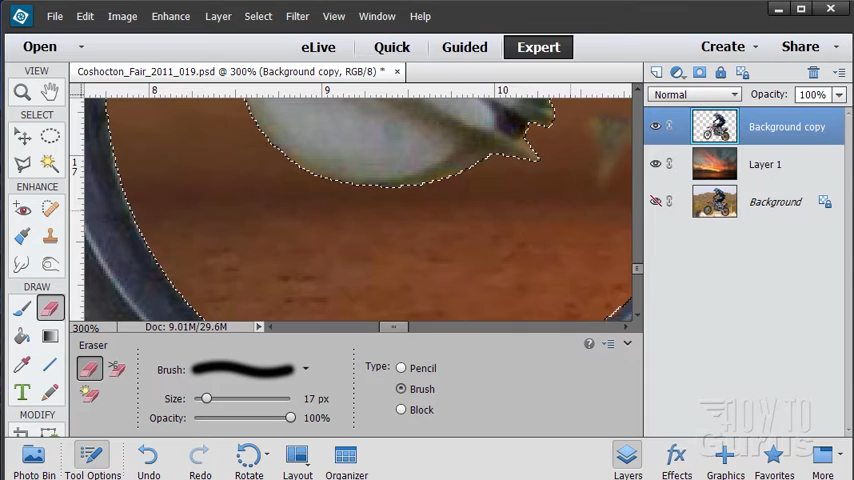 File Edit Image Enhance Layer Select Filter View Window Help
Open eLive Quick Guided Expert Create Share
Coshocton_Fair_2011_019.psd @ 300% (Background copy, RGB/8) * ×
VIEW
SELECT
ENHANCE
DRAW
MODIFY
8 9 10
1
7
Normal Opacity: 100%
Background copy
Layer 1
Background
300% Doc: 9.01M/29.6M
Eraser
Brush:
Size: 17 px
Opacity: 100%
Type: Pencil
Brush
Block
HOW TO
GURUS
Photo Bin Tool Options Undo Redo Rotate Layout Organizer Layers Effects Graphics Favorites More